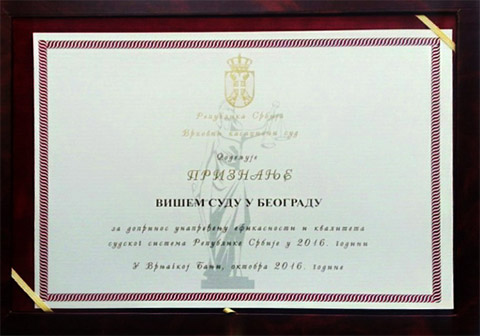 Република Србија
Врховни касациони суд
Додељује
ПРИЗНАЊЕ
ВИШЕМ СУДУ У БЕОГРАДУ
за допринос унапређењу ефикасности и квалитета
судског система Републике Србије у 2016. години
У Врњачкој Бањи, октобра 2016. године